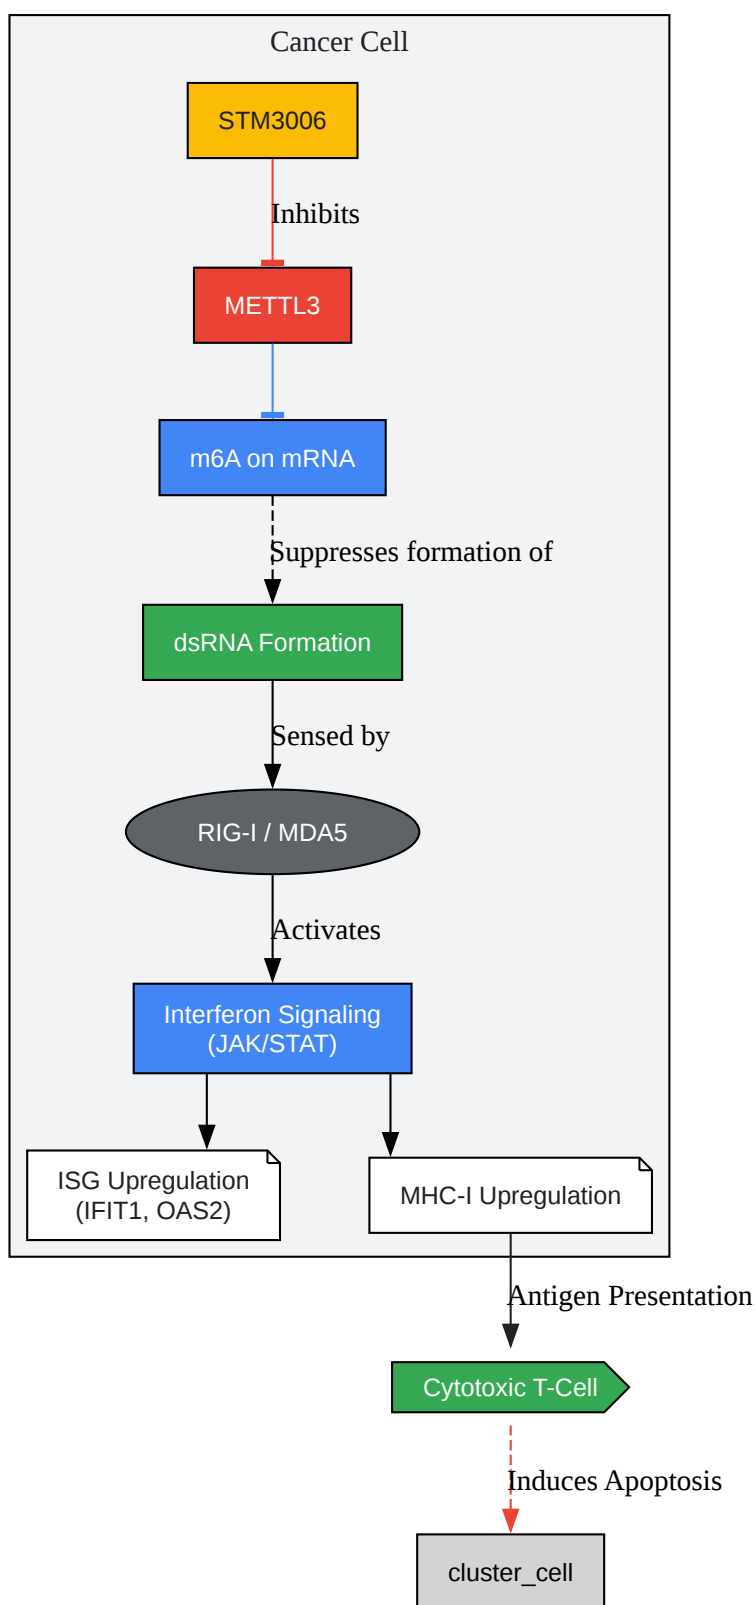 Cancer Cell
STM3006
Inhibits
METTL3
m6A on mRNA
Suppresses formation of
dsRNA Formation
Sensed by
RIG-I / MDA5
Activates
Interferon Signaling
(JAK/STAT)
ISG Upregulation
(IFIT1, OAS2)
MHC-I Upregulation
Antigen Presentation
Cytotoxic T-Cell
Induces Apoptosis
cluster_cell